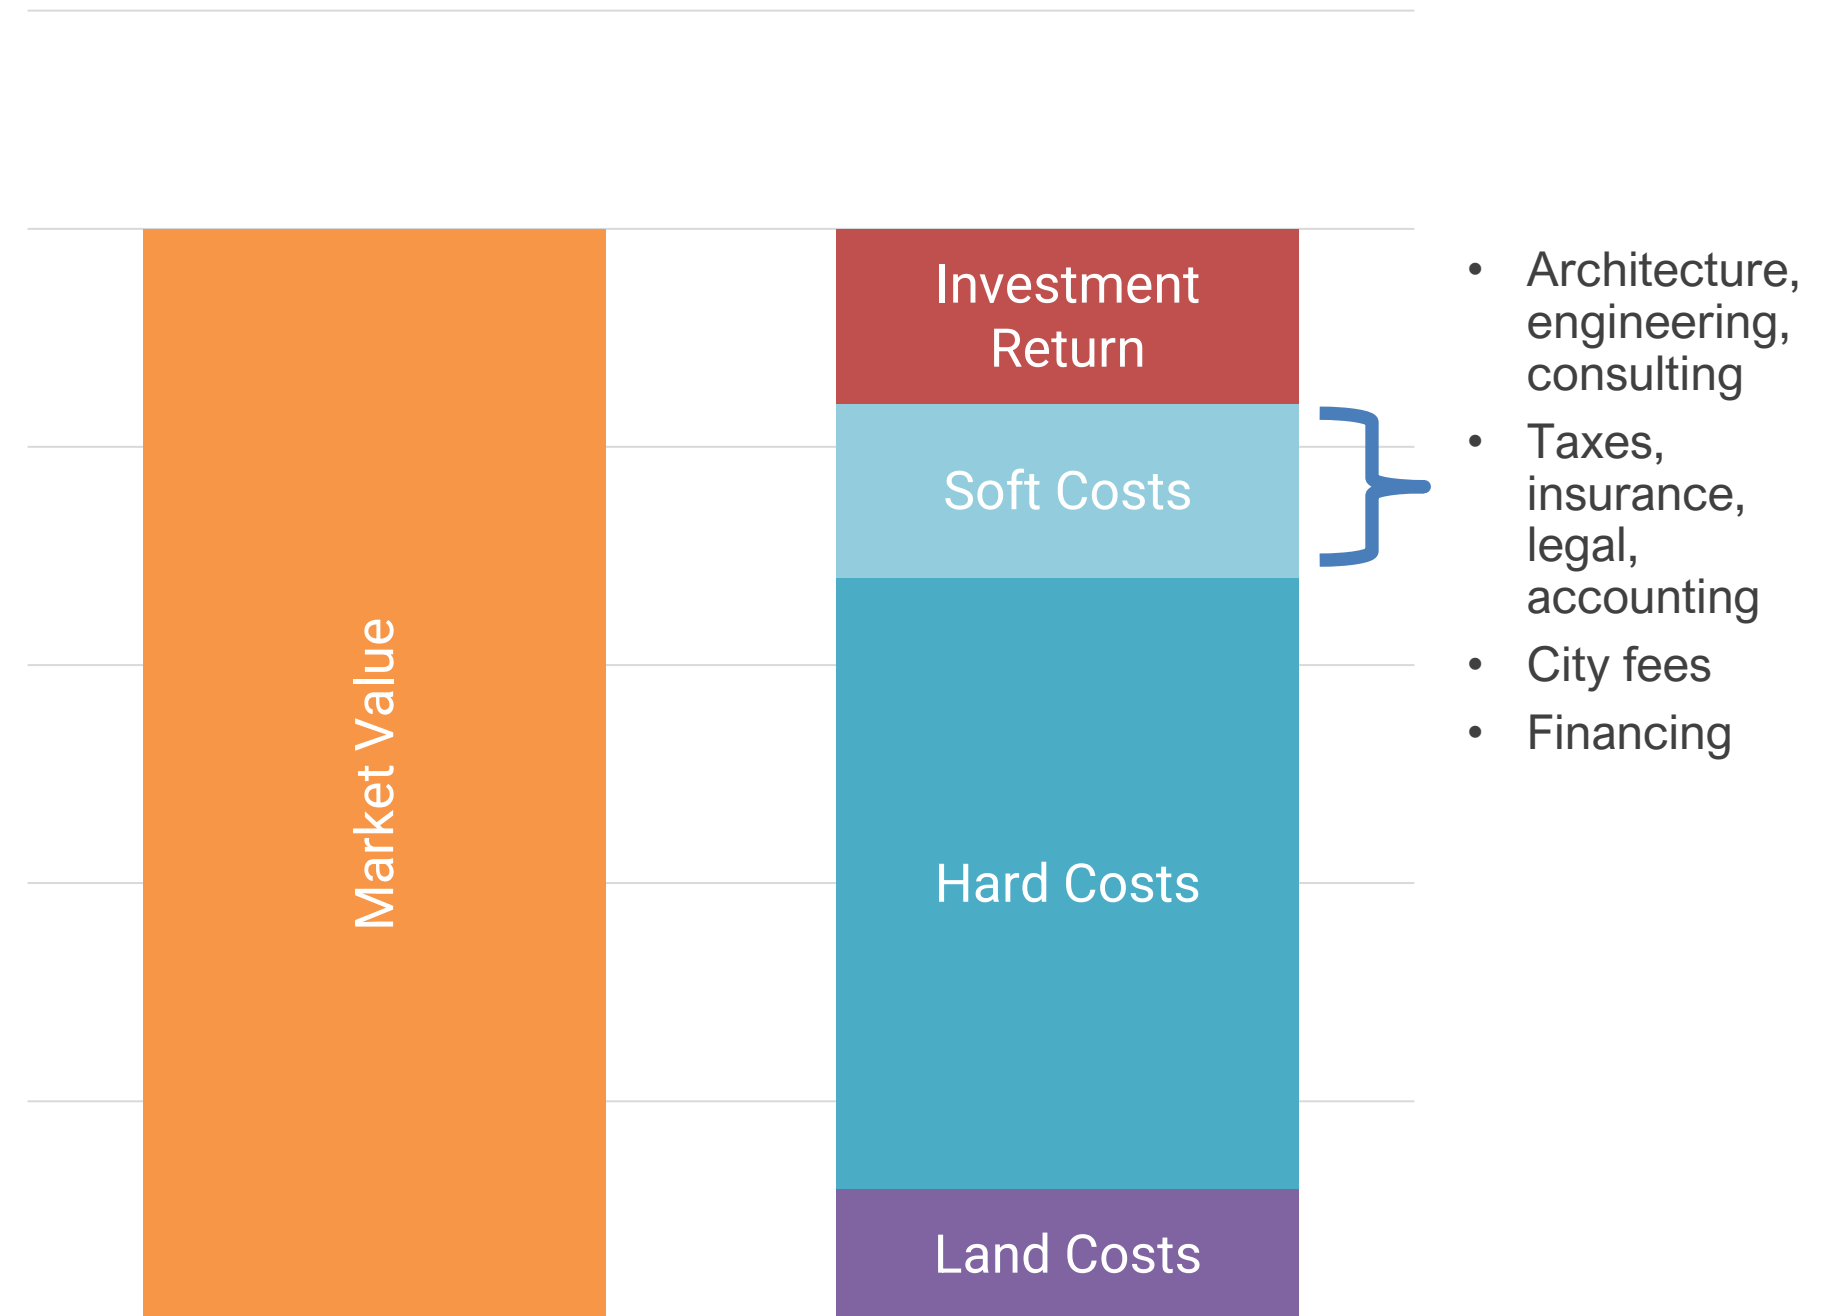 Market Value
Investment
Return
Soft Costs
Hard Costs
Land Costs
• Architecture,
engineering,
consulting
• Taxes,
insurance,
legal,
accounting
• City fees
• Financing